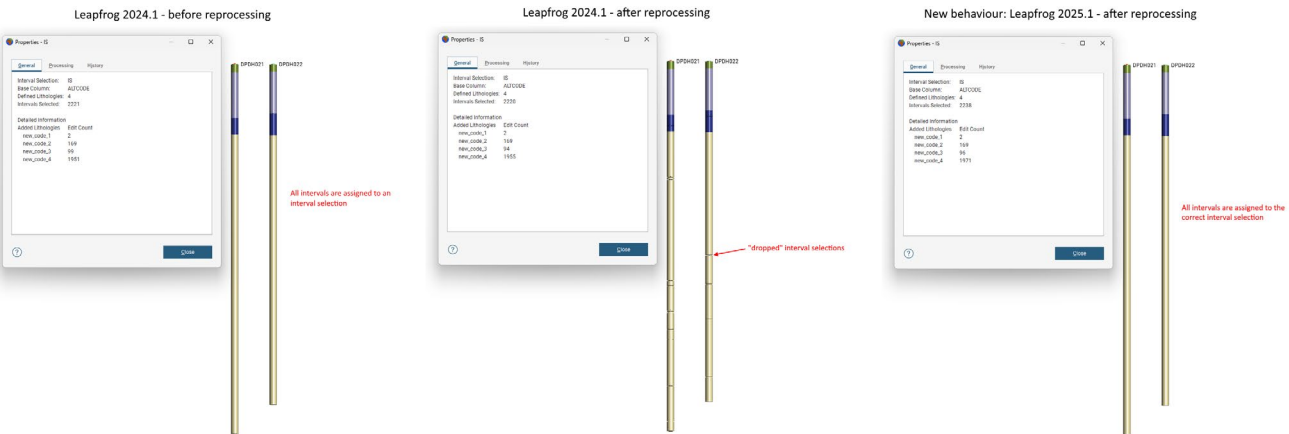 Leapfrog 2024.1 - before reprocessing
Properties - IS
General Processing History
Interval Selection: IS
Base Column: ALTCODE
Defined Lithologies: 4
Intervals Selected: 2221
Detailed Information
Added Lithologies Edit Count
new_code_1 2
new_code_2 169
new_code_3 99
new_code_4 1951
Close
DPDH021 DPDH022
All intervals are assigned to an
interval selection
Leapfrog 2024.1 - after reprocessing
Properties - IS
General Processing History
Interval Selection: IS
Base Column: ALTCODE
Defined Lithologies: 4
Intervals Selected: 2220
Detailed Information
Added Lithologies Edit Count
new_code_1 2
new_code_2 169
new_code_3 94
new_code_4 1955
Close
DPDH021 DPDH022
"dropped" interval selections
New behaviour: Leapfrog 2025.1 - after reprocessing
Properties - IS
General Processing History
Interval Selection: IS
Base Column: ALTCODE
Defined Lithologies: 4
Intervals Selected: 2238
Detailed Information
Added Lithologies Edit Count
new_code_1 2
new_code_2 169
new_code_3 96
new_code_4 1971
Close
DPDH021 DPDH022
All intervals are assigned to the
correct interval selection